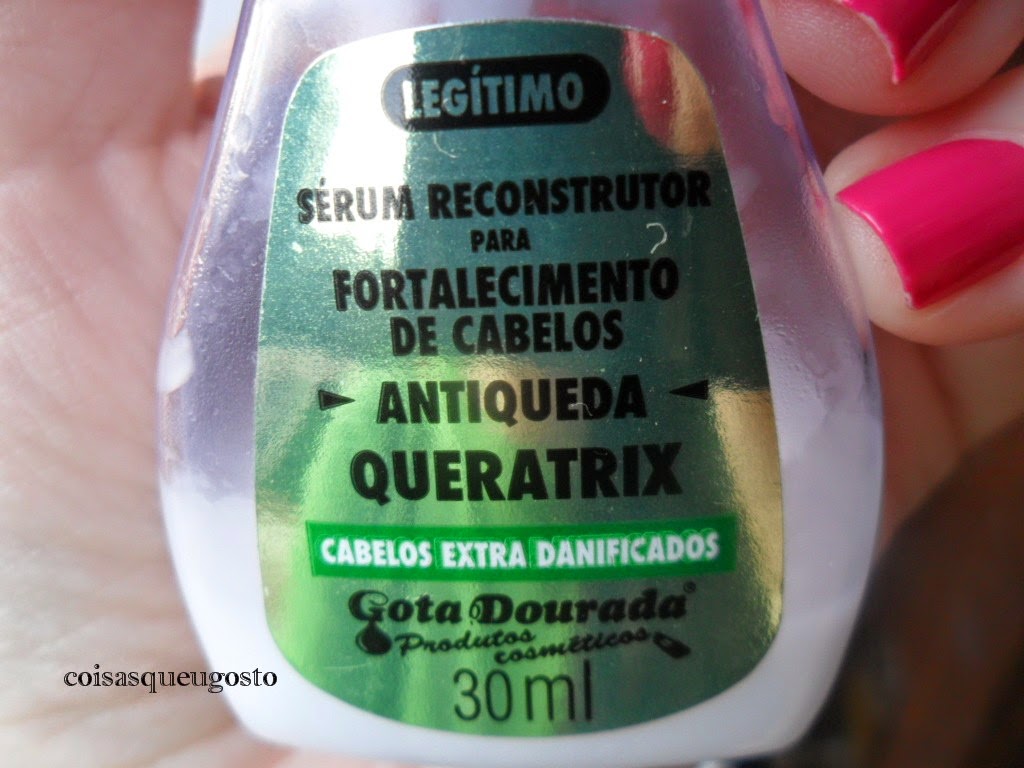 LEGÍTIMO
SÉRUM RECONSTRUTOR
PARA
FORTALECIMENTO
DE CABELOS
ANTIQUEDA
QUERATRIX
CABELOS EXTRA DANIFICADOS
Gota Dourada®
Produtos
cosméticos
30ml
coisasqueugosto